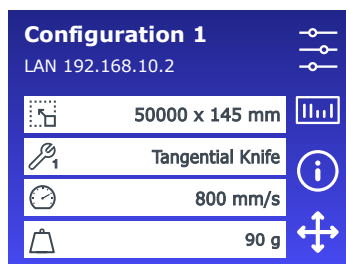 Configuration 1
LAN 192.168.10.2
50000 x 145 mm
1 Tangential Knife
800 mm/s
90 g